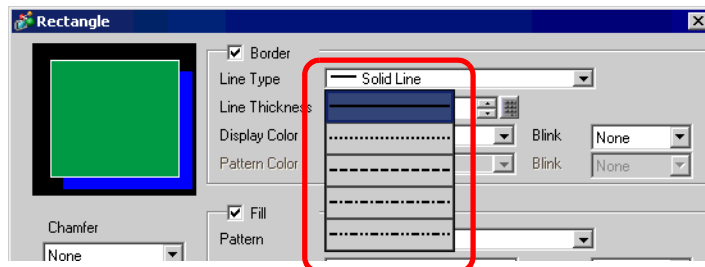 Rectangle
Border
Line Type Solid Line
Line Thickness
Display Color Blink None
Pattern Color Blink None
Fill
Chamfer
Pattern
None